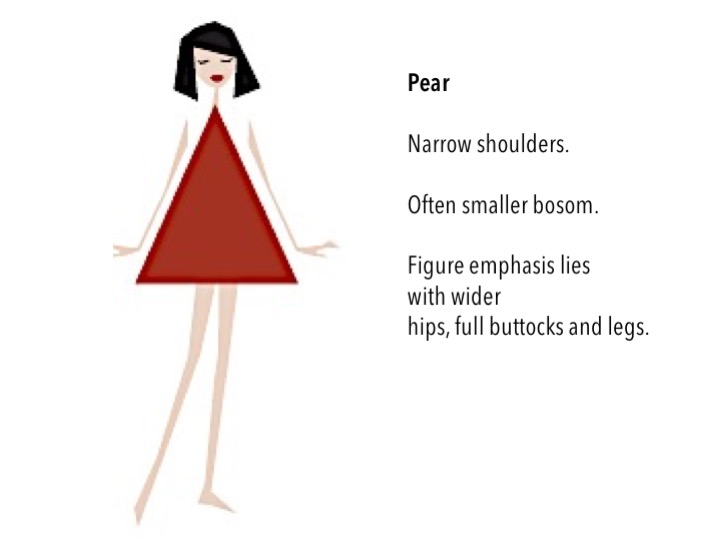 Pear
Narrow shoulders.
Often smaller bosom.
Figure emphasis lies
with wider
hips, full buttocks and legs.